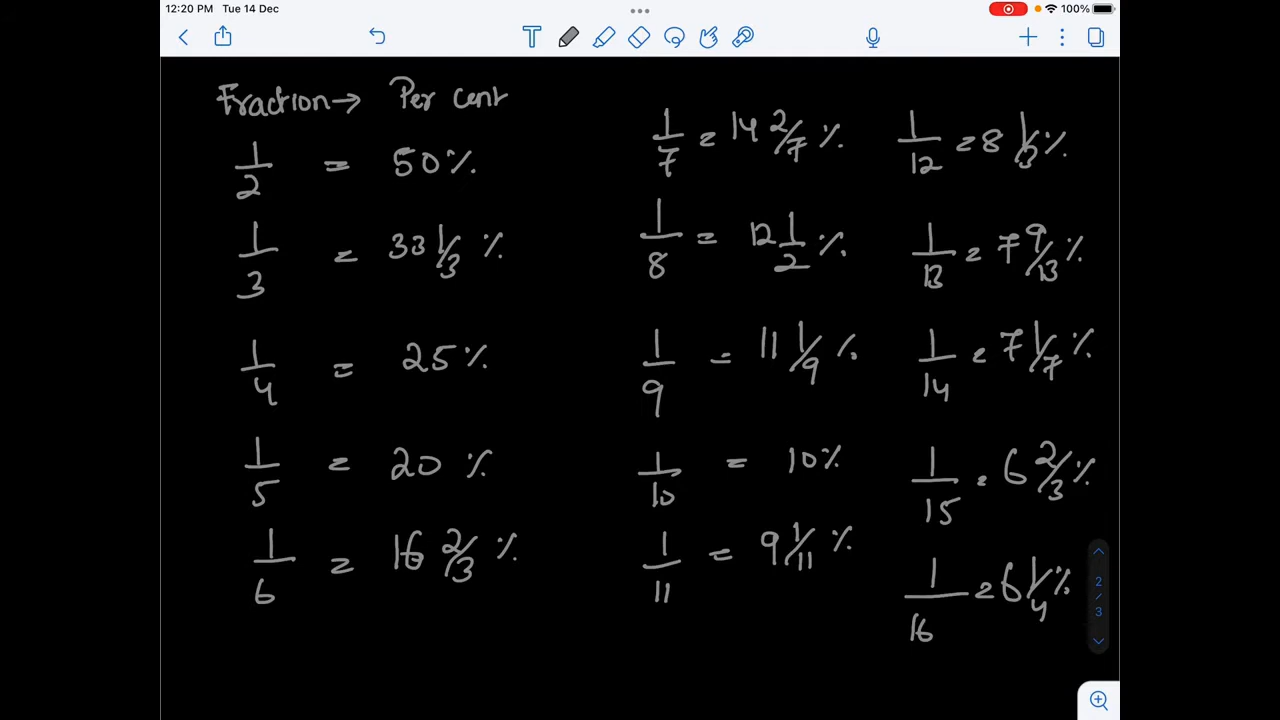 12:20 PM Tue 14 Dec
100%
Fraction → Per cent
1/2 = 50%
1/3 = 33 1/3 %
1/4 = 25%
1/5 = 20 %
1/6 = 16 2/3 %
1/7 = 14 2/7 %
1/8 = 12 1/2 %
1/9 = 11 1/9 %
1/10 = 10%
1/11 = 9 1/11 %
1/12 = 8 1/3 %
1/13 = 7 9/13 %
1/14 = 7 1/7 %
1/15 = 6 2/3 %
1/16 = 6 1/4 %
2
/
3